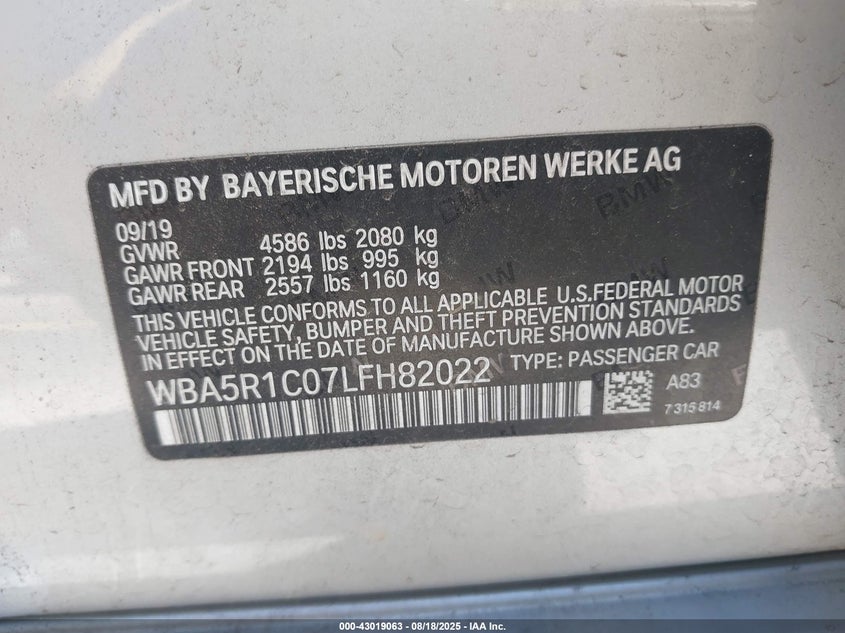 MFD BY BAYERISCHE MOTOREN WERKE AG
09/19
GVWR 4586 lbs 2080 kg
GAWR FRONT 2194 lbs 995 kg
GAWR REAR 2557 lbs 1160 kg
THIS VEHICLE CONFORMS TO ALL APPLICABLE U.S.FEDERAL MOTOR
VEHICLE SAFETY, BUMPER AND THEFT PREVENTION STANDARDS
IN EFFECT ON THE DATE OF MANUFACTURE SHOWN ABOVE.
WBA5R1C07LFH82022 TYPE: PASSENGER CAR
A83
7315814
000-43019063 - 08/18/2025 - IAA Inc.